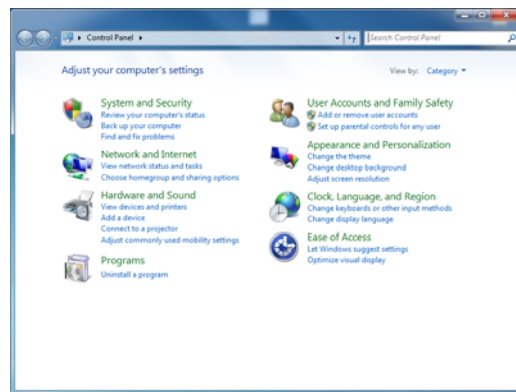 Control Panel
Search Control Panel
Adjust your computer's settings
View by: Category
System and Security
Review your computer's status
Back up your computer
Find and fix problems
Network and Internet
View network status and tasks
Choose homegroup and sharing options
Hardware and Sound
View devices and printers
Add a device
Connect to a projector
Adjust commonly used mobility settings
Programs
Uninstall a program
User Accounts and Family Safety
Add or remove user accounts
Set up parental controls for any user
Appearance and Personalization
Change the theme
Change desktop background
Adjust screen resolution
Clock, Language, and Region
Change keyboards or other input methods
Change display language
Ease of Access
Let Windows suggest settings
Optimize visual display